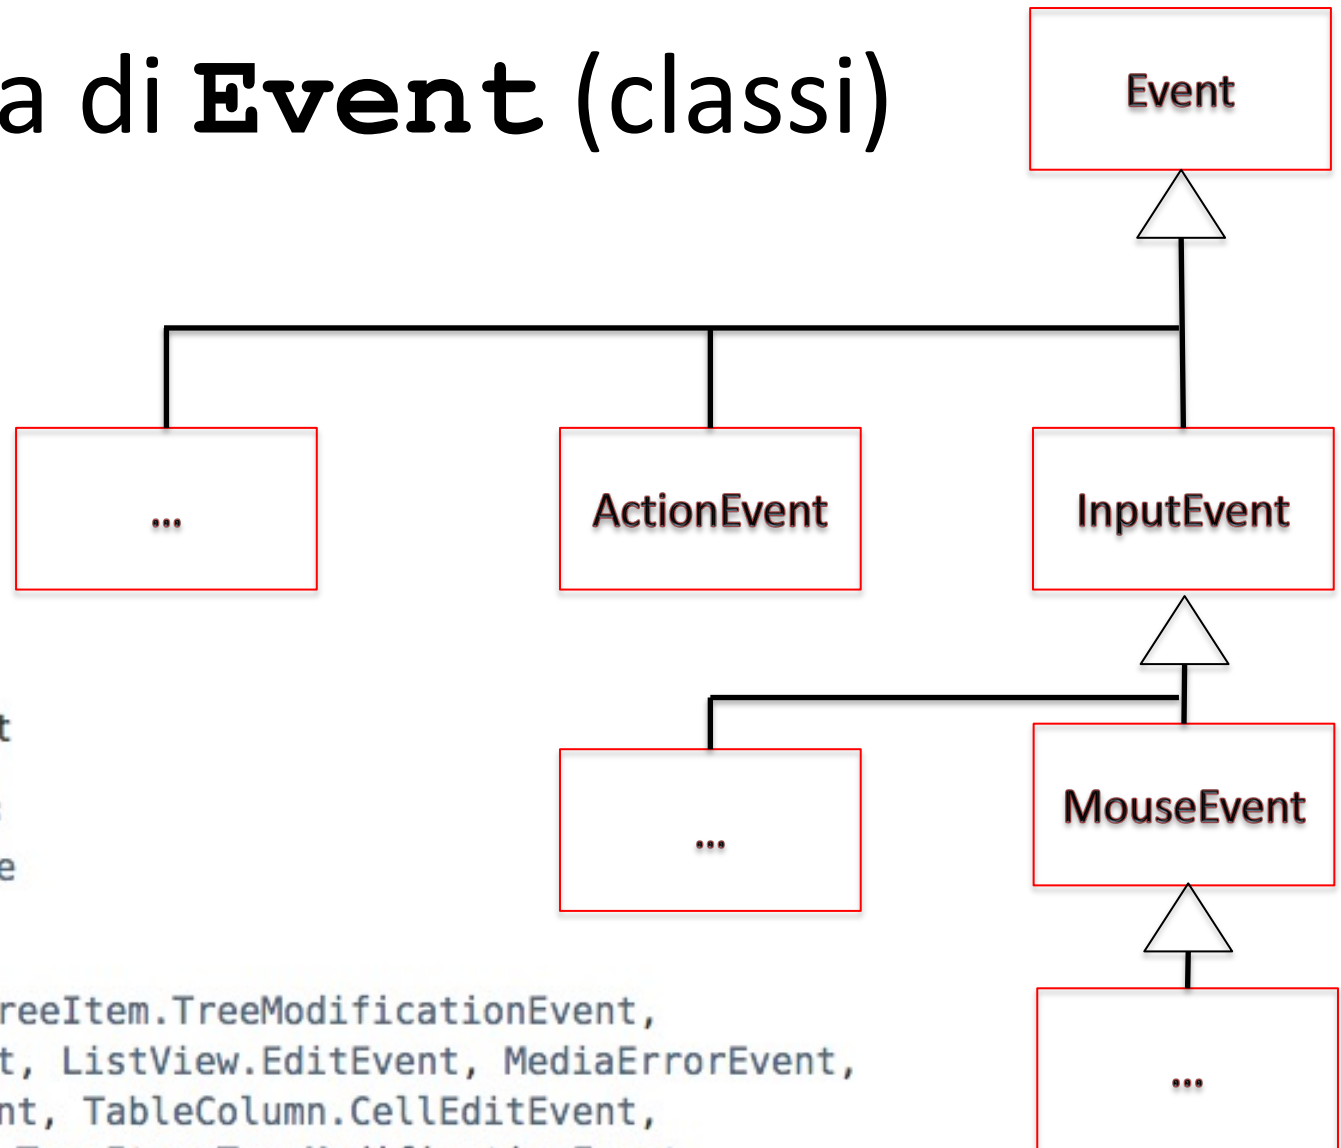 a di Event (classi)
Event
...
ActionEvent
InputEvent
...
MouseEvent
...
t
e
reeItem.TreeModificationEvent,
t, ListView.EditEvent, MediaErrorEvent,
nt, TableColumn.CellEditEvent,